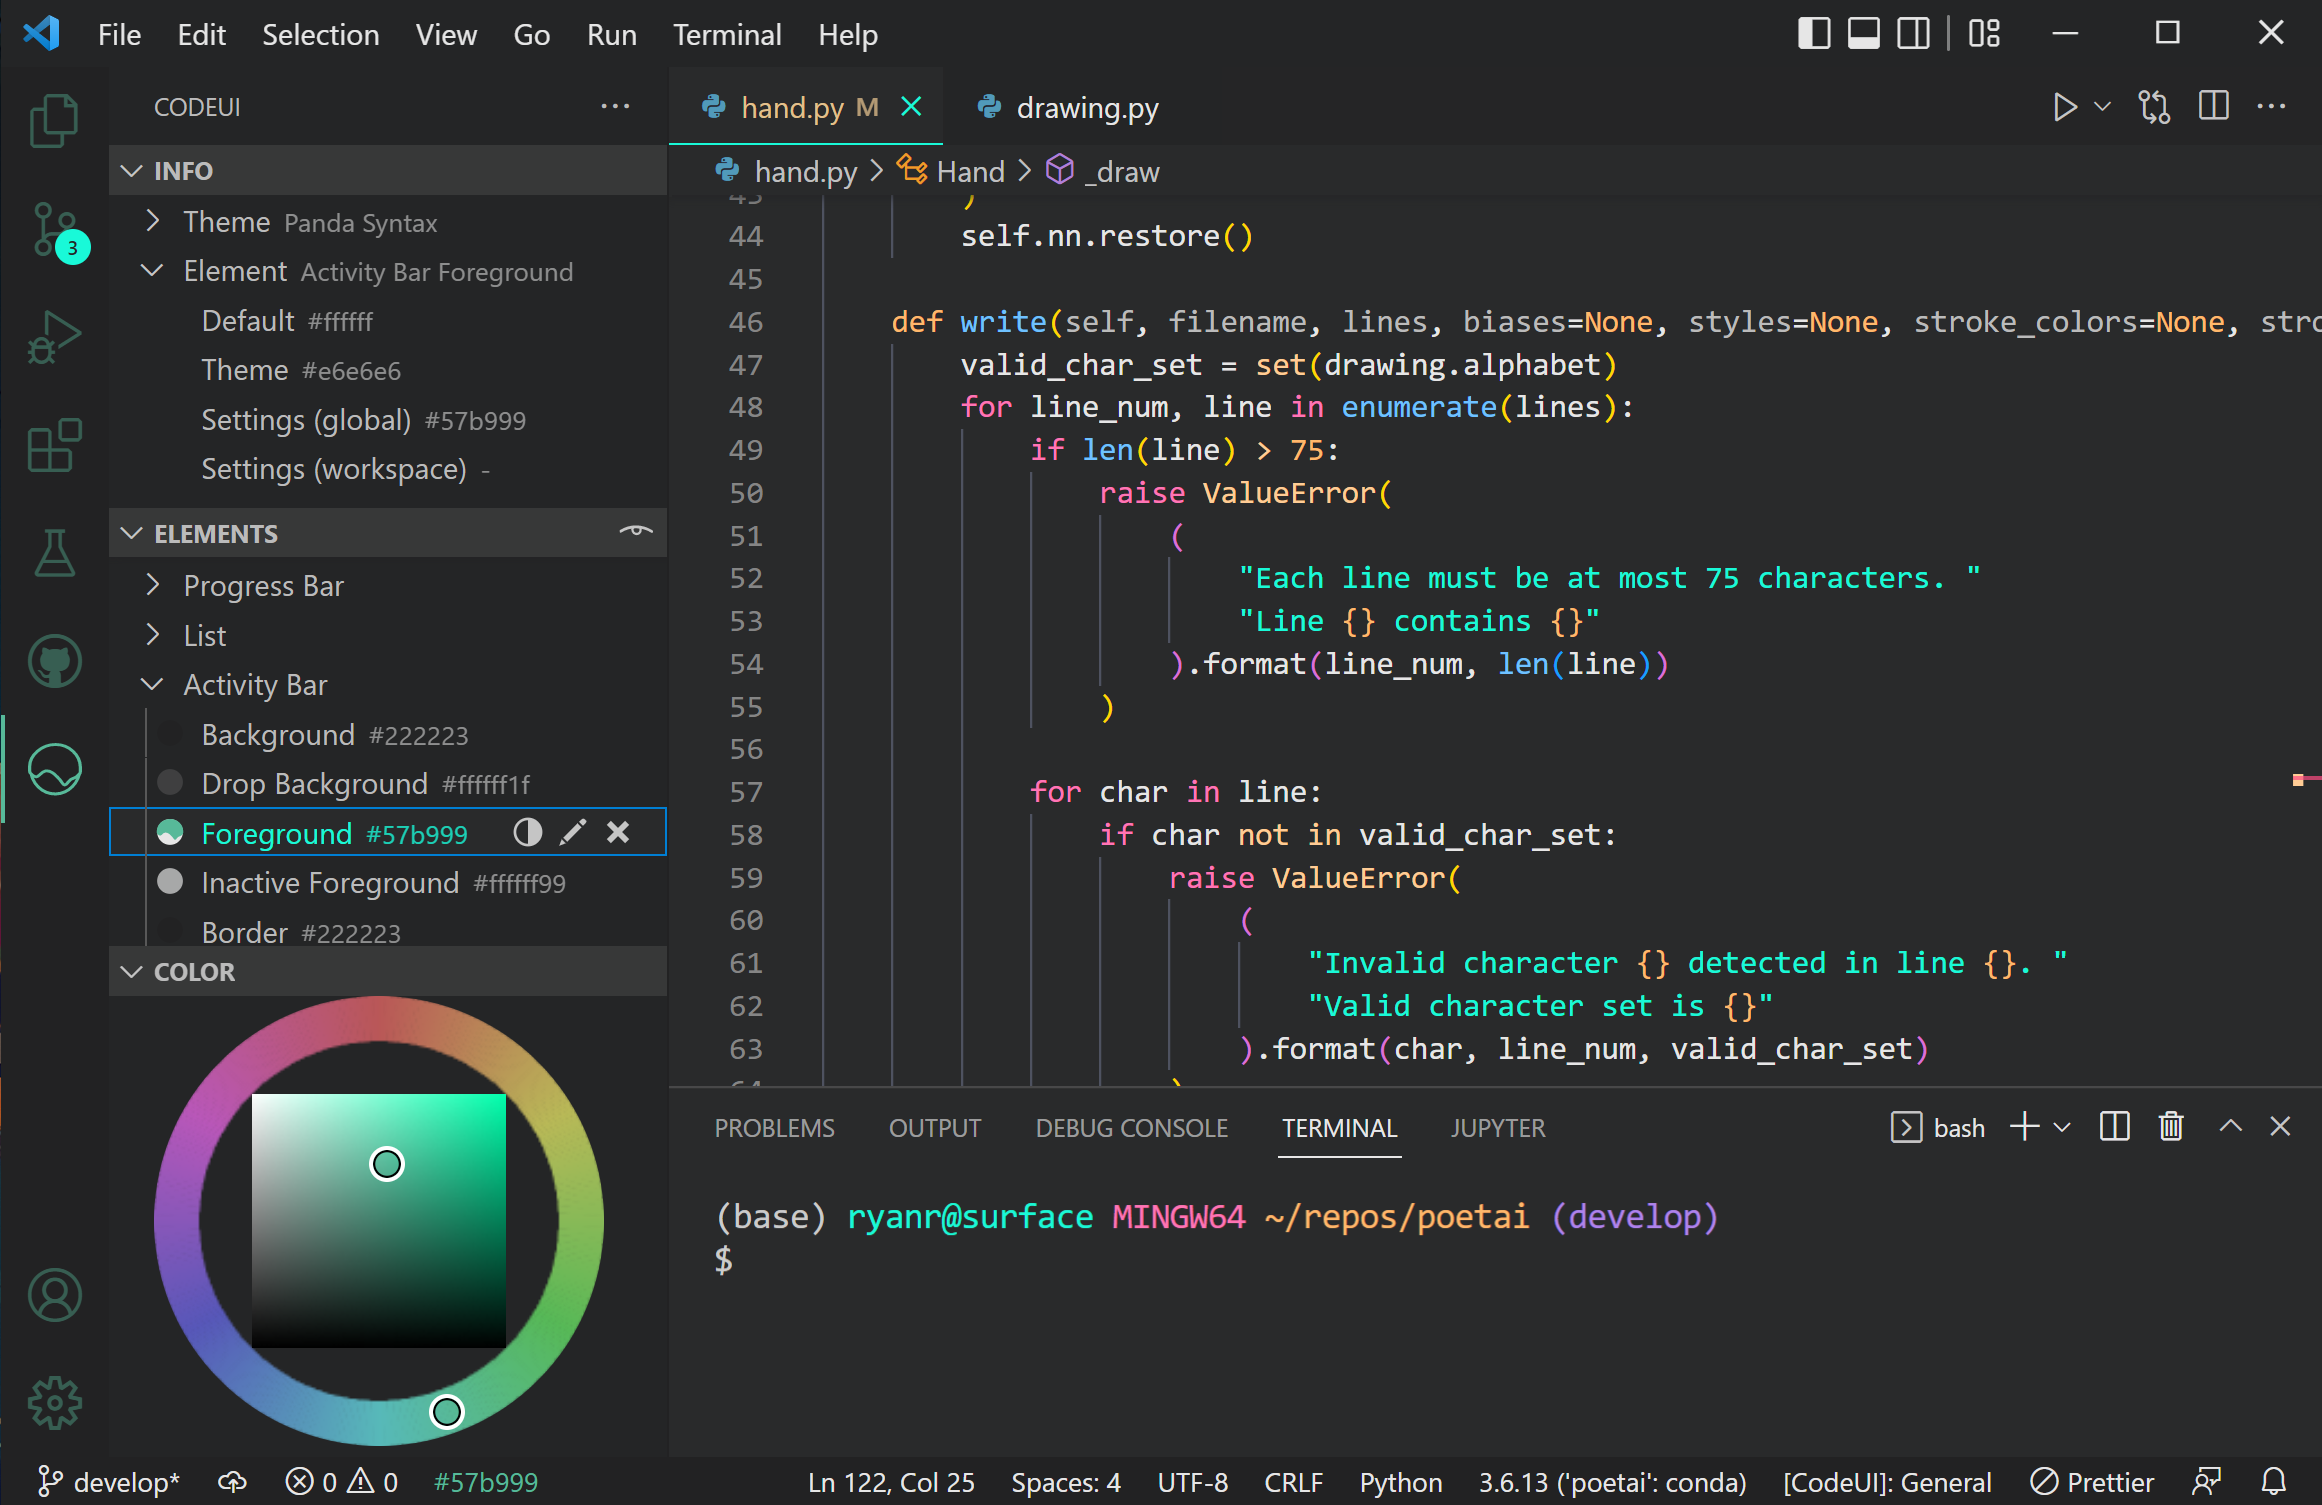 File Edit Selection View Go Run Terminal Help
CODEUI
INFO
Theme Panda Syntax
Element Activity Bar Foreground
Default #ffffff
Theme #e6e6e6
Settings (global) #57b999
Settings (workspace) -
3
ELEMENTS
Progress Bar
List
Activity Bar
Background #222223
Drop Background #ffffff1f
Foreground #57b999
Inactive Foreground #ffffff99
Border #222223
COLOR
hand.py M drawing.py
hand.py > Hand > _draw
43 )
44 self.nn.restore()
45
46 def write(self, filename, lines, biases=None, styles=None, stroke_colors=None, stro
47 valid_char_set = set(drawing.alphabet)
48 for line_num, line in enumerate(lines):
49 if len(line) > 75:
50 raise ValueError(
51 (
52 "Each line must be at most 75 characters. "
53 "Line {} contains {}"
54 ).format(line_num, len(line))
55 )
56
57 for char in line:
58 if char not in valid_char_set:
59 raise ValueError(
60 (
61 "Invalid character {} detected in line {}. "
62 "Valid character set is {}"
63 ).format(char, line_num, valid_char_set)
64 )
PROBLEMS OUTPUT DEBUG CONSOLE TERMINAL JUPYTER bash
(base) ryanr@surface MINGW64 ~/repos/poetai (develop)
$
develop* 0 0 #57b999 Ln 122, Col 25 Spaces: 4 UTF-8 CRLF Python 3.6.13 ('poetai': conda) [CodeUI]: General Prettier